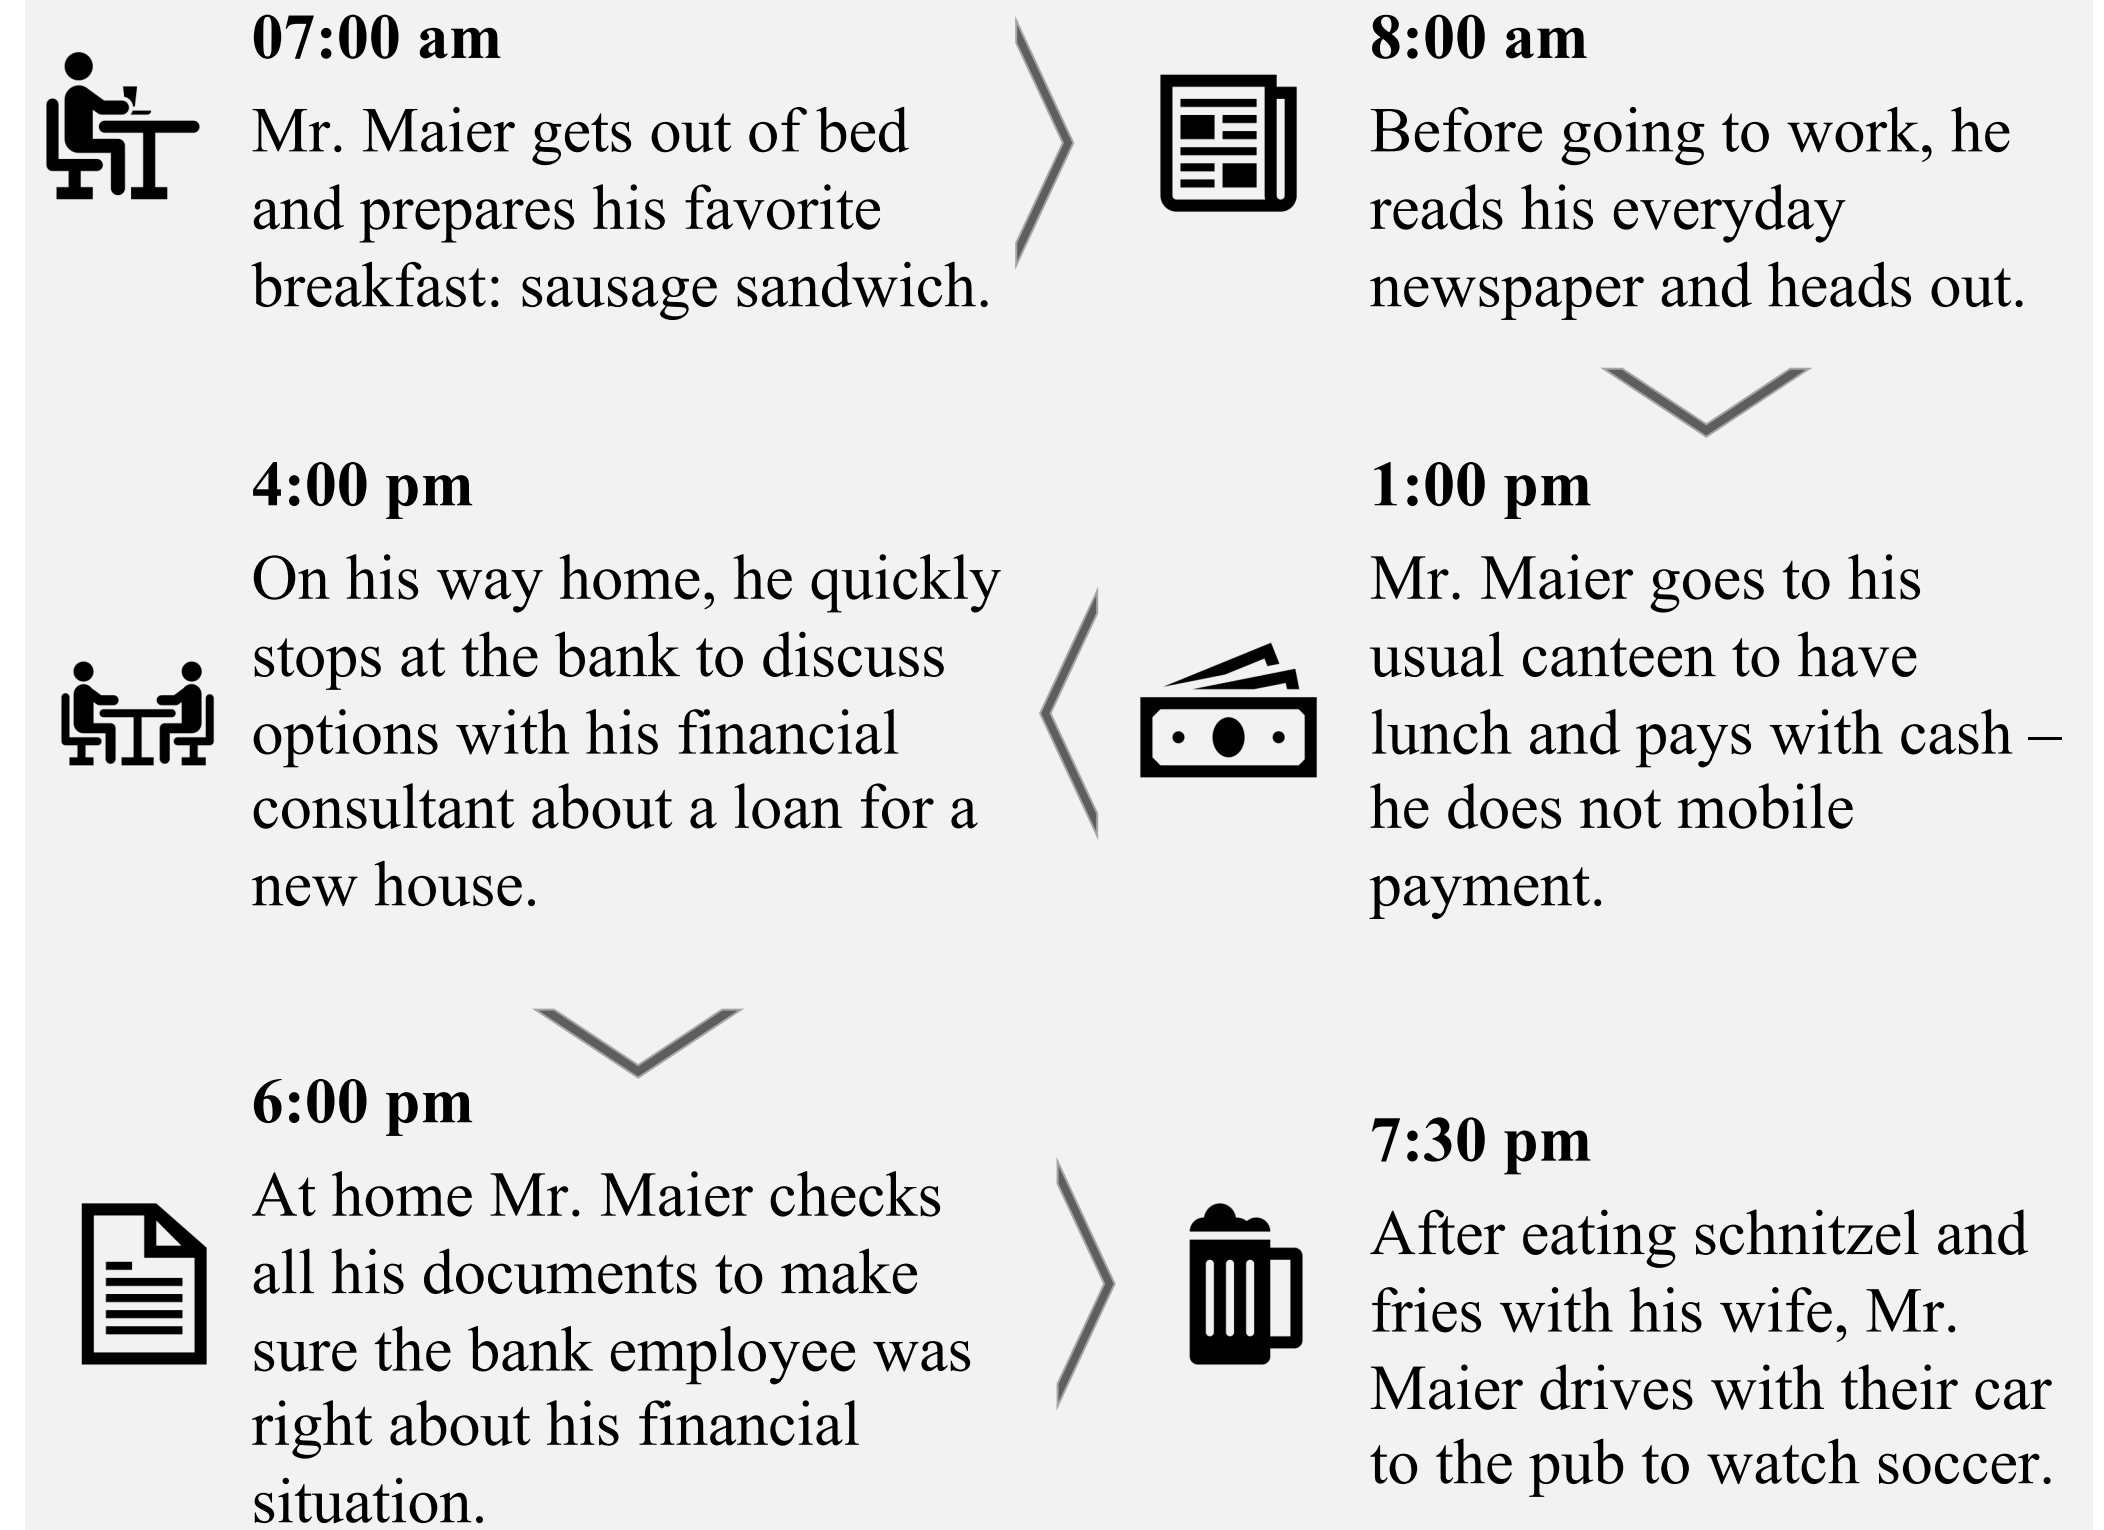 07:00 am
Mr. Maier gets out of bed
and prepares his favorite
breakfast: sausage sandwich.
8:00 am
Before going to work, he
reads his everyday
newspaper and heads out.
1:00 pm
Mr. Maier goes to his
usual canteen to have
lunch and pays with cash –
he does not mobile
payment.
4:00 pm
On his way home, he quickly
stops at the bank to discuss
options with his financial
consultant about a loan for a
new house.
6:00 pm
At home Mr. Maier checks
all his documents to make
sure the bank employee was
right about his financial
situation.
7:30 pm
After eating schnitzel and
fries with his wife, Mr.
Maier drives with their car
to the pub to watch soccer.